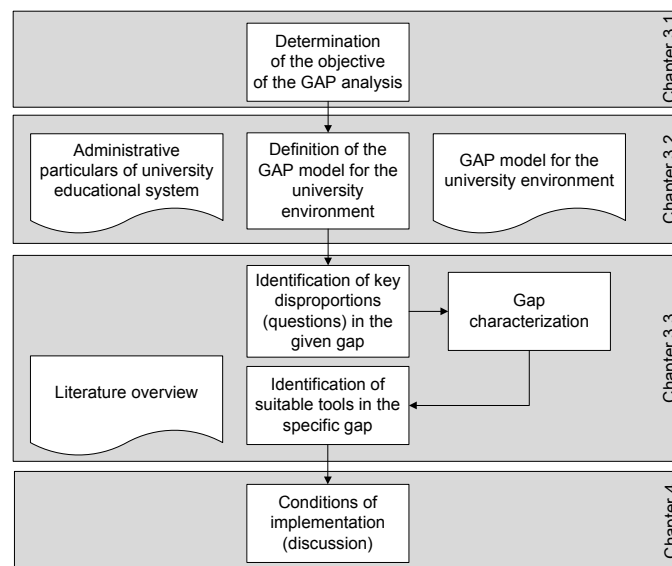 Determination
of the objective
of the GAP analysis
Chapter 3.1
Administrative
particulars of university
educational system
Definition of the
GAP model for the
university
environment
GAP model for the
university environment
Chapter 3.2
Identification of key
disproportions
(questions) in the
given gap
Gap
characterization
Literature overview
Identification of
suitable tools in the
specific gap
Chapter 3.3
Conditions of
implementation
(discussion)
Chapter 4